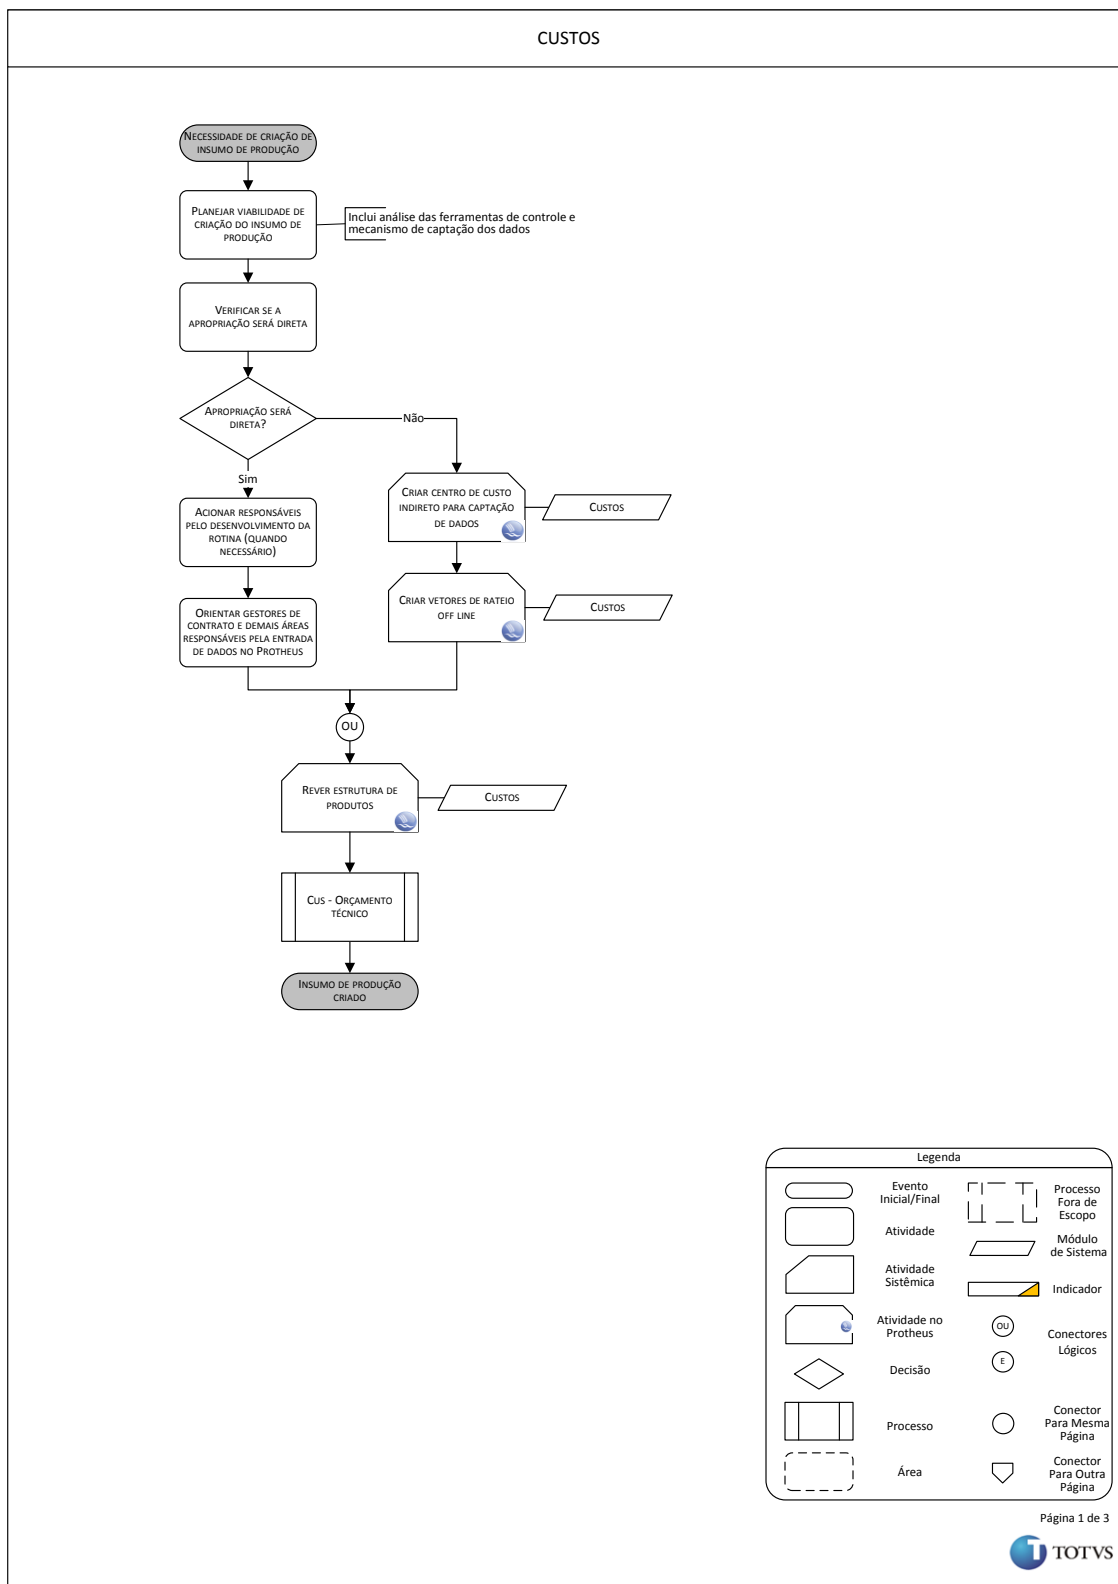 CUSTOS
NECESSIDADE DE CRIAÇÃO DE
INSUMO DE PRODUÇÃO
PLANEJAR VIABILIDADE DE
CRIAÇÃO DO INSUMO DE
PRODUÇÃO
Inclui análise das ferramentas de controle e
mecanismo de captação dos dados
VERIFICAR SE A
APROPRIAÇÃO SERÁ DIRETA
APROPRIAÇÃO SERÁ
DIRETA?
Não
Sim
CRIAR CENTRO DE CUSTO
INDIRETO PARA CAPTAÇÃO
DE DADOS
CUSTOS
ACIONAR RESPONSÁVEIS
PELO DESENVOLVIMENTO DA
ROTINA (QUANDO
NECESSÁRIO)
CRIAR VETORES DE RATEIO
OFF LINE
CUSTOS
ORIENTAR GESTORES DE
CONTRATO E DEMAIS ÁREAS
RESPONSÁVEIS PELA ENTRADA
DE DADOS NO PROTHEUS
OU
REVER ESTRUTURA DE
PRODUTOS
CUSTOS
CUS - ORÇAMENTO
TÉCNICO
INSUMO DE PRODUÇÃO
CRIADO
Legenda
Evento
Inicial/Final
Atividade
Atividade
Sistêmica
Atividade no
Protheus
Decisão
Processo
Área
Processo
Fora de
Escopo
Módulo
de Sistema
Indicador
OU
E
Conectores
Lógicos
Conector
Para Mesma
Página
Conector
Para Outra
Página
Página 1 de 3
TOTVS